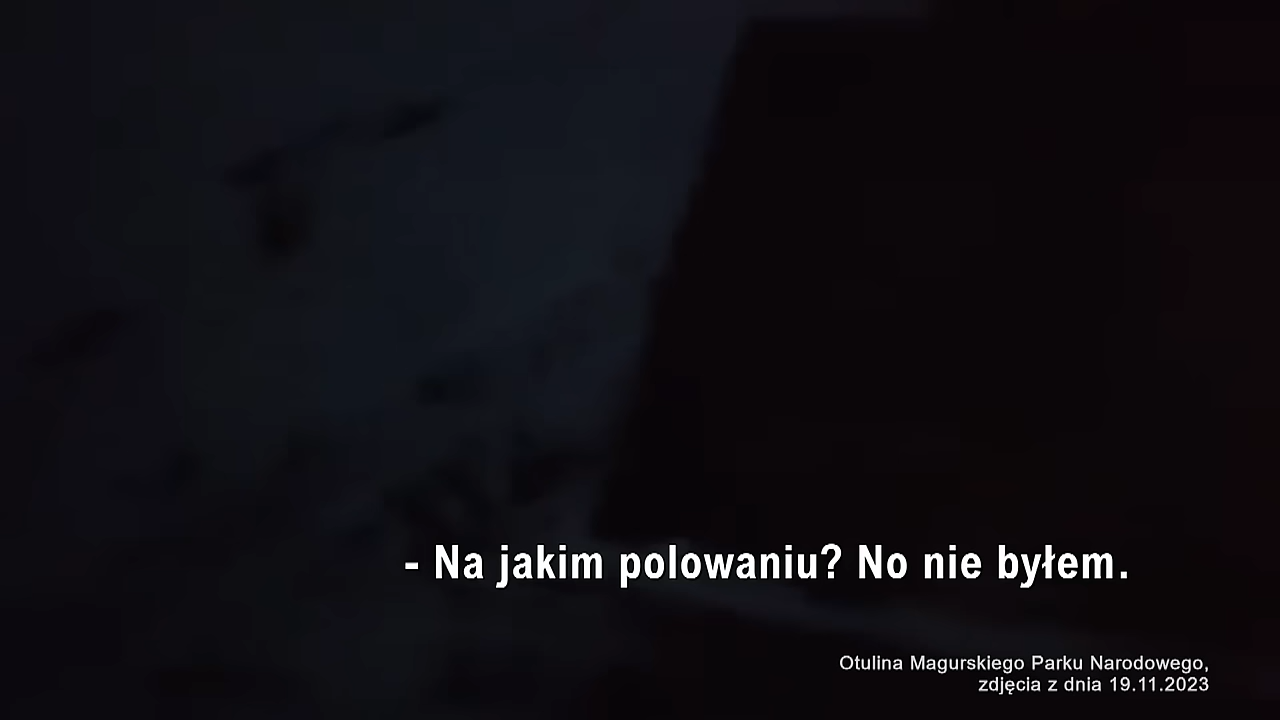 - Na jakim polowaniu? No nie byłem.
Otulina Magurskiego Parku Narodowego,
zdjęcia z dnia 19.11.2023